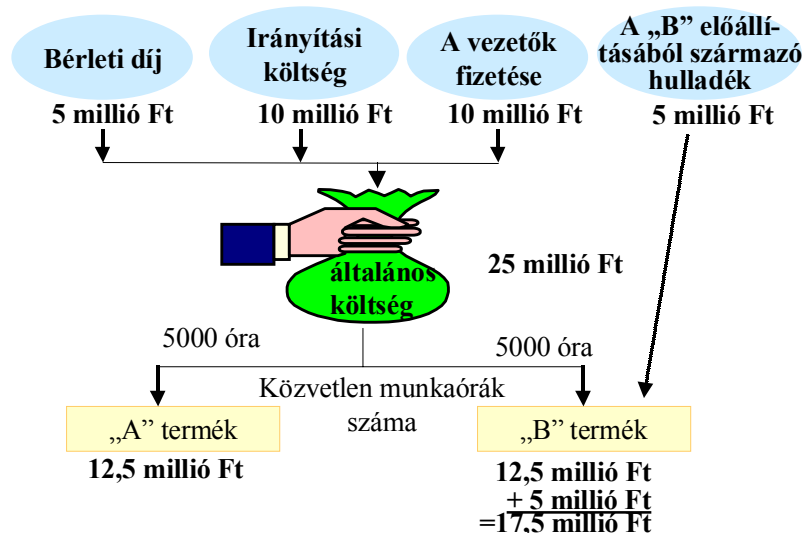 Bérleti díj
Irányítási
költség
A vezetők
fizetése
A „B” előállí-
tásából származó
hulladék
5 millió Ft
10 millió Ft
10 millió Ft
5 millió Ft
általános
költség
25 millió Ft
5000 óra
5000 óra
Közvetlen munkaórák
száma
„A” termék
„B” termék
12,5 millió Ft
12,5 millió Ft
+ 5 millió Ft
=17,5 millió Ft